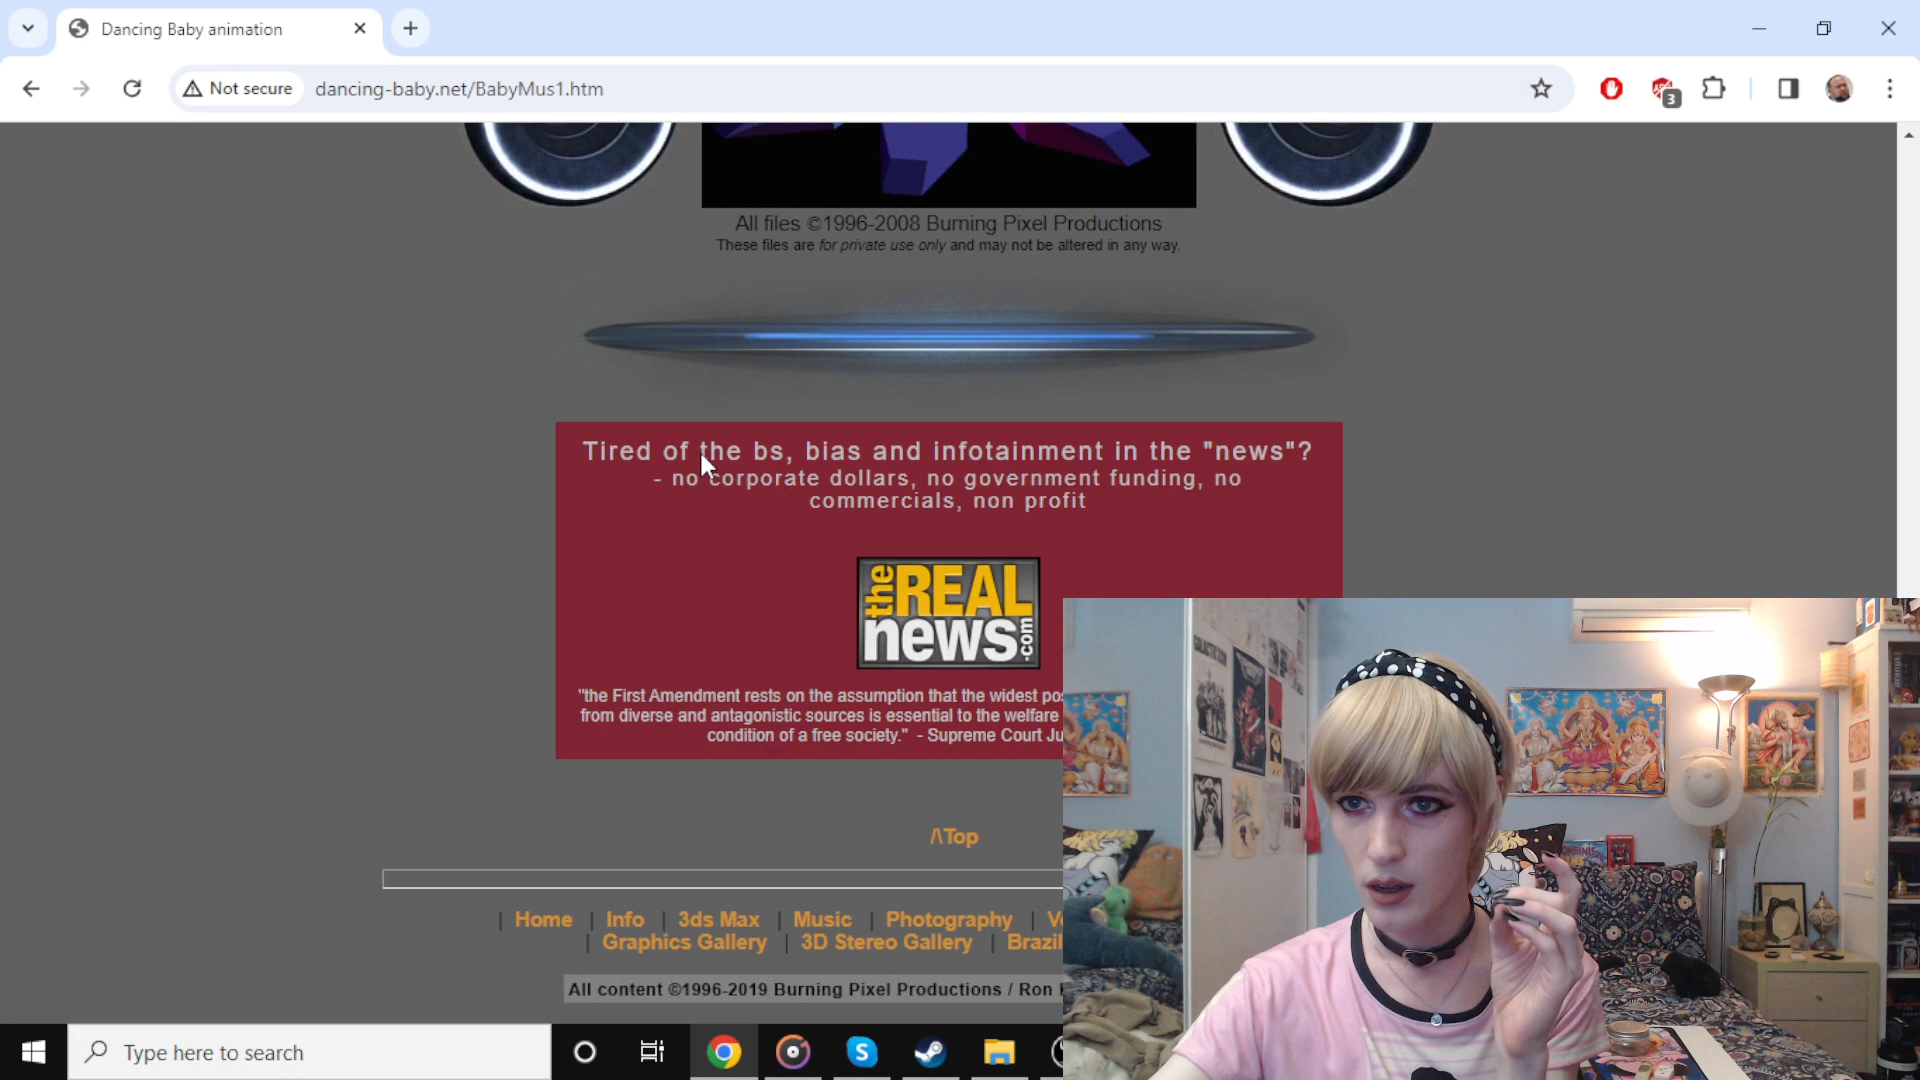 Dancing Baby animation
Not secure
dancing-baby.net/BabyMus1.htm
3
All files ©1996-2008 Burning Pixel Productions
These files are for private use only and may not be altered in any way.
Tired of the bs, bias and infotainment in the "news"?
- no corporate dollars, no government funding, no
commercials, non profit
the REAL
news.com
"the First Amendment rests on the assumption that the widest
from diverse and antagonistic sources is essential to the welfare
condition of a free society." - Supreme Court
/\Top
| Home | Info | 3ds Max | Music | Photography |
| Graphics Gallery | 3D Stereo Gallery | Brazil
All content ©1996-2019 Burning Pixel Productions / Ron
Type here to search